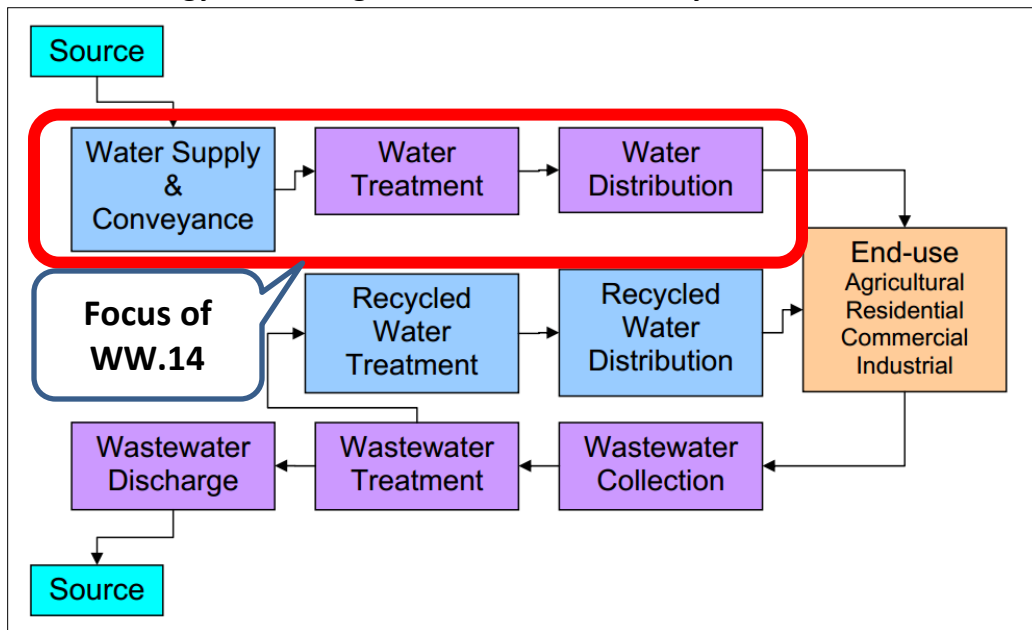 Source
Water Supply
&
Conveyance
Water
Treatment
Water
Distribution
End-use
Agricultural
Residential
Commercial
Industrial
Focus of
WW.14
Recycled
Water
Treatment
Recycled
Water
Distribution
Wastewater
Discharge
Wastewater
Treatment
Wastewater
Collection
Source